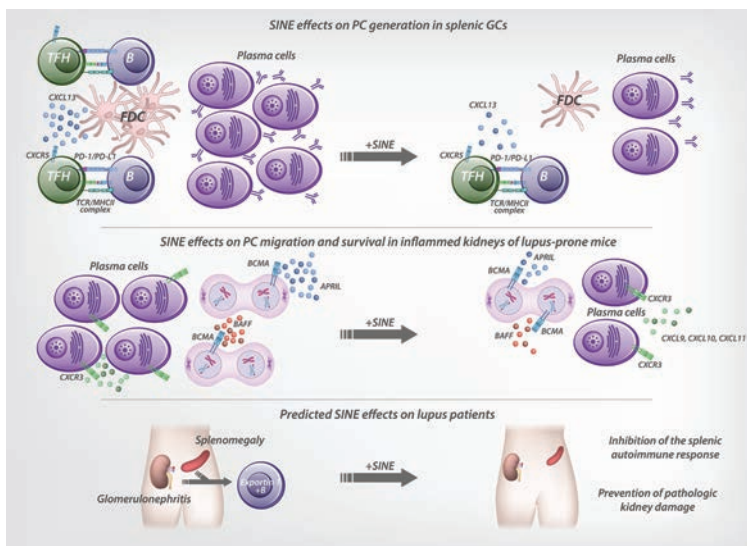 SINE effects on PC generation in splenic GCs
TFH
B
Plasma cells
CXCL13
FDC
CXCR5
PD-1/PD-L1
TFH
B
TCR/MHCII
complex
+SINE
Plasma cells
FDC
CXCL13
CXCR5
PD-1/PD-L1
TFH
B
TCR/MHCII
complex
SINE effects on PC migration and survival in inflammed kidneys of lupus-prone mice
Plasma cells
BCMA
APRIL
BAFF
BCMA
CXCR3
+SINE
APRIL
BCMA
BAFF
BCMA
CXCR3
Plasma cells
CXCL9, CXCL10, CXCL11
CXCR3
Predicted SINE effects on lupus patients
Splenomegaly
Glomerulonephritis
Exportin 1
+B
+SINE
Inhibition of the splenic
autoimmune response
Prevention of pathologic
kidney damage